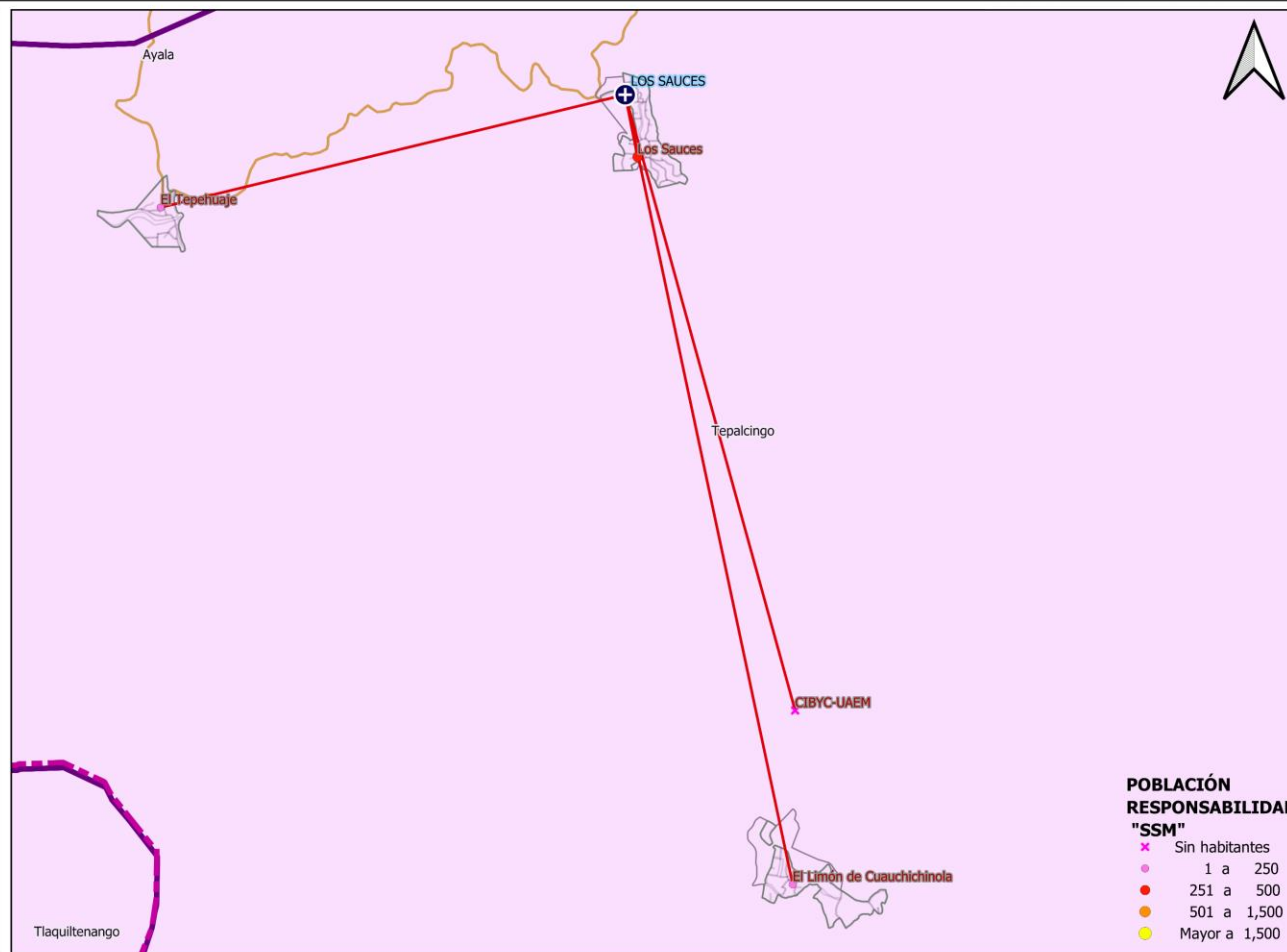 Ayala
LOS SAUCES
Los Sauces
El Tepehuaje
Tepalcingo
CIBYC-UAEM
El Limón de Cuauchichinola
Tlaquiltenango
POBLACIÓN
RESPONSABILIDA
"SSM"
Sin habitantes
1 a 250
251 a 500
501 a 1,500
Mayor a 1,500